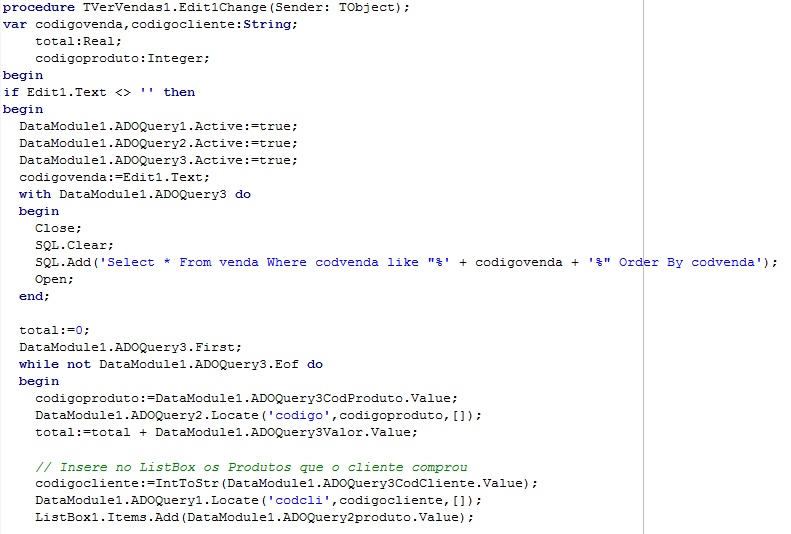 procedure TVerVendas1.Edit1Change(Sender: TObject);
var codigovenda,codigocliente:String;
    total:Real;
    codigoproduto:Integer;
begin
if Edit1.Text <> '' then
begin
  DataModule1.ADOQuery1.Active:=true;
  DataModule1.ADOQuery2.Active:=true;
  DataModule1.ADOQuery3.Active:=true;
  codigovenda:=Edit1.Text;
  with DataModule1.ADOQuery3 do
  begin
    Close;
    SQL.Clear;
    SQL.Add('Select * From venda Where codvenda like "%' + codigovenda + '%" Order By codvenda');
    Open;
  end;

  total:=0;
  DataModule1.ADOQuery3.First;
  while not DataModule1.ADOQuery3.Eof do
  begin
    codigoproduto:=DataModule1.ADOQuery3CodProduto.Value;
    DataModule1.ADOQuery2.Locate('codigo',codigoproduto,[]);
    total:=total + DataModule1.ADOQuery3Valor.Value;

    // Insere no ListBox os Produtos que o cliente comprou
    codigocliente:=IntToStr(DataModule1.ADOQuery3CodCliente.Value);
    DataModule1.ADOQuery1.Locate('codcli',codigocliente,[]);
    ListBox1.Items.Add(DataModule1.ADOQuery2produto.Value);